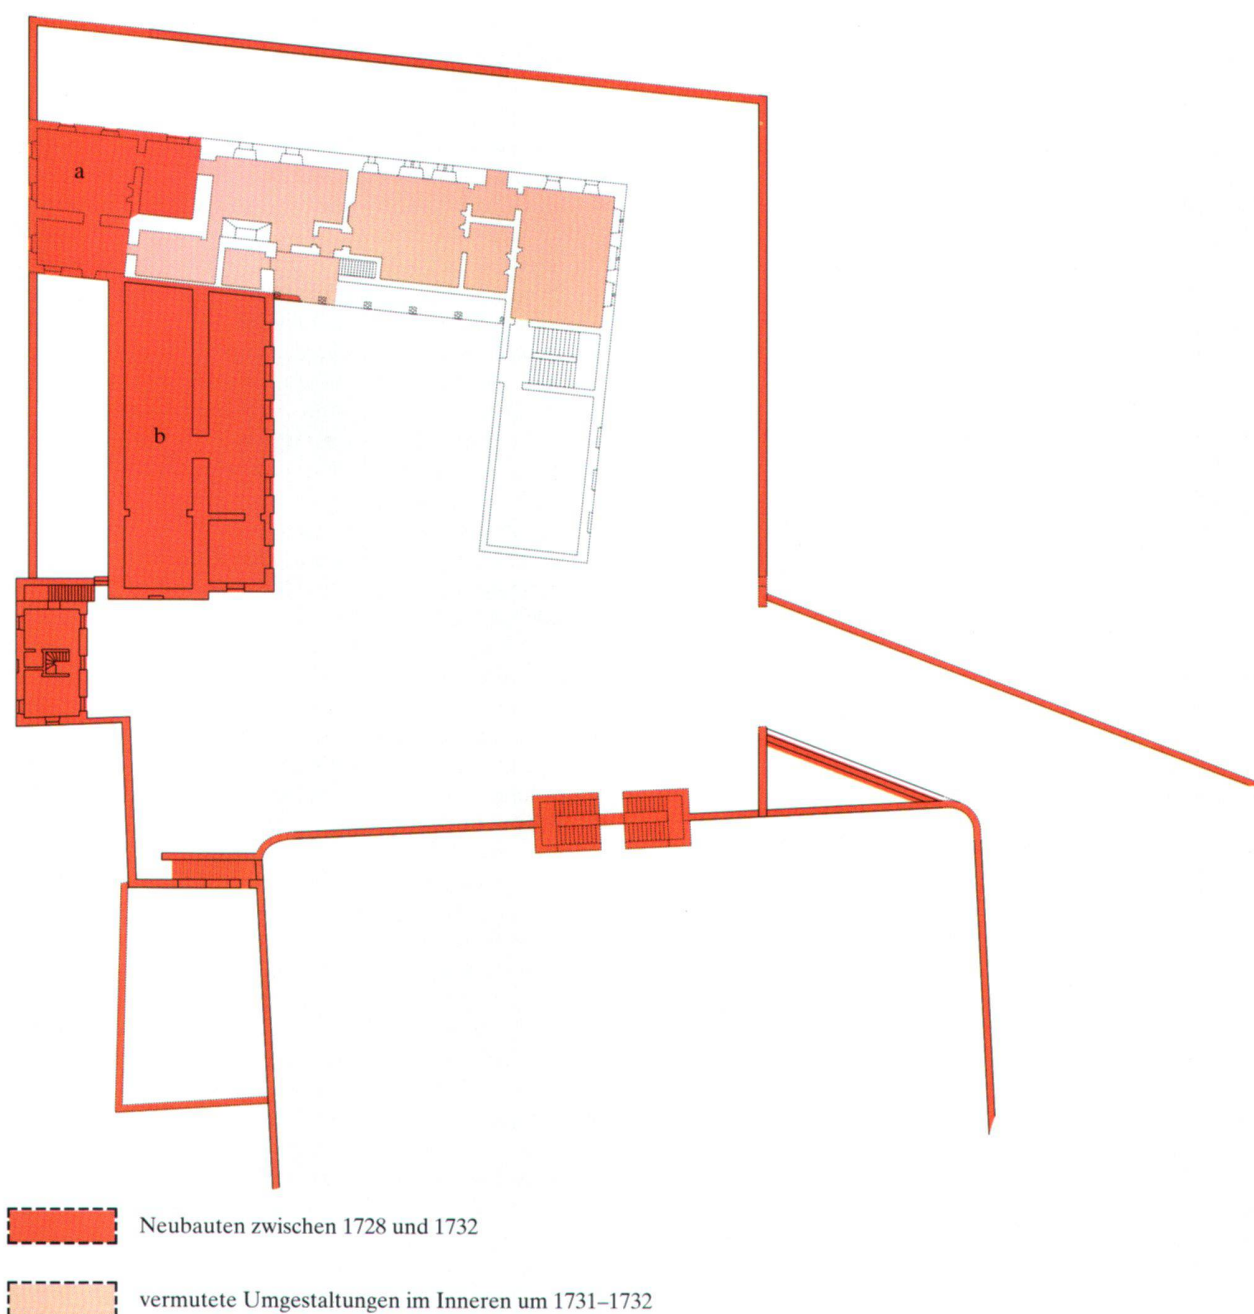 a
b
Neubauten zwischen 1728 und 1732
vermutete Umgestaltungen im Inneren um 1731–1732